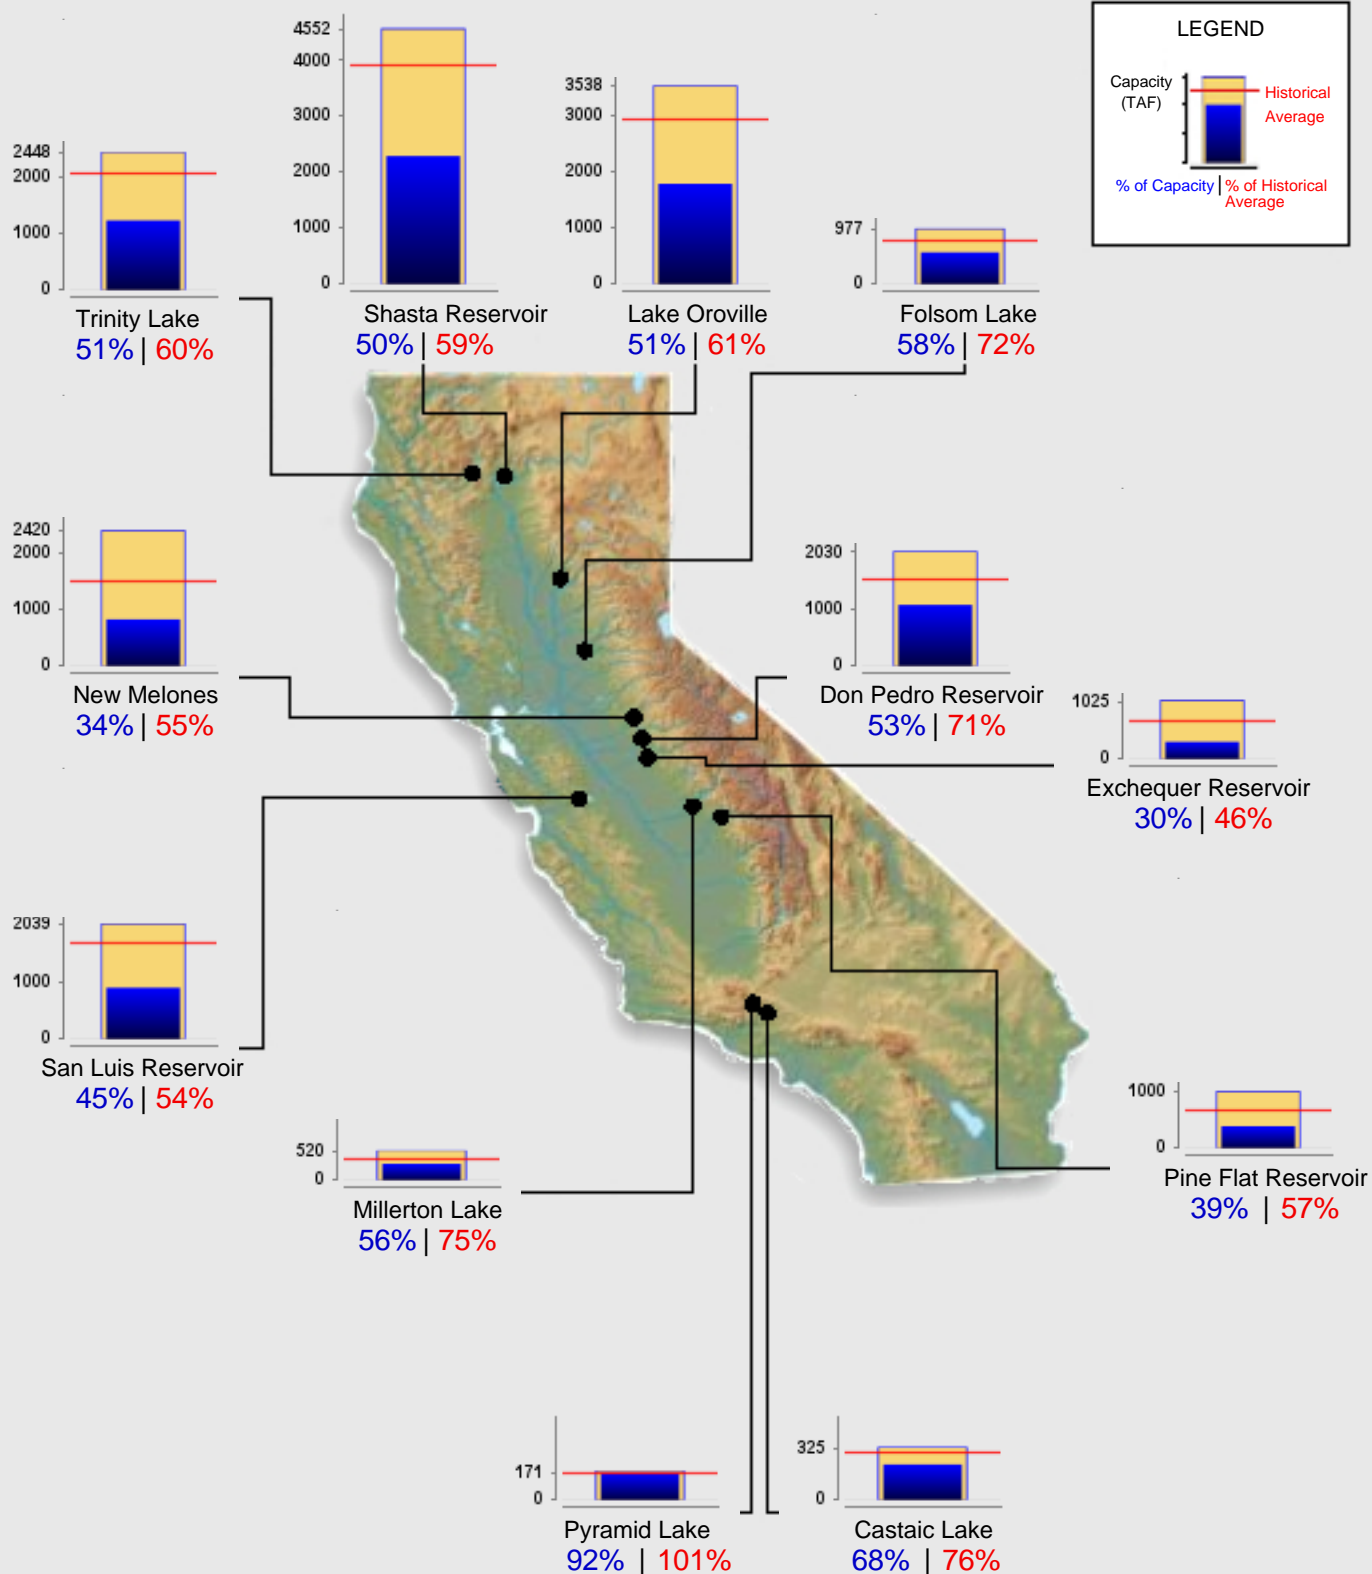 LEGEND
Capacity
(TAF)
Historical
Average
% of Capacity | % of Historical
Average
4552
4000
3000
2000
1000
0
Shasta Reservoir
50% | 59%
3538
3000
2000
1000
0
Lake Oroville
51% | 61%
2448
2000
1000
0
Trinity Lake
51% | 60%
977
0
Folsom Lake
58% | 72%
2420
2000
1000
0
New Melones
34% | 55%
2030
1000
0
Don Pedro Reservoir
53% | 71%
1025
0
Exchequer Reservoir
30% | 46%
2039
1000
0
San Luis Reservoir
45% | 54%
520
0
Millerton Lake
56% | 75%
1000
0
Pine Flat Reservoir
39% | 57%
171
0
Pyramid Lake
92% | 101%
325
0
Castaic Lake
68% | 76%